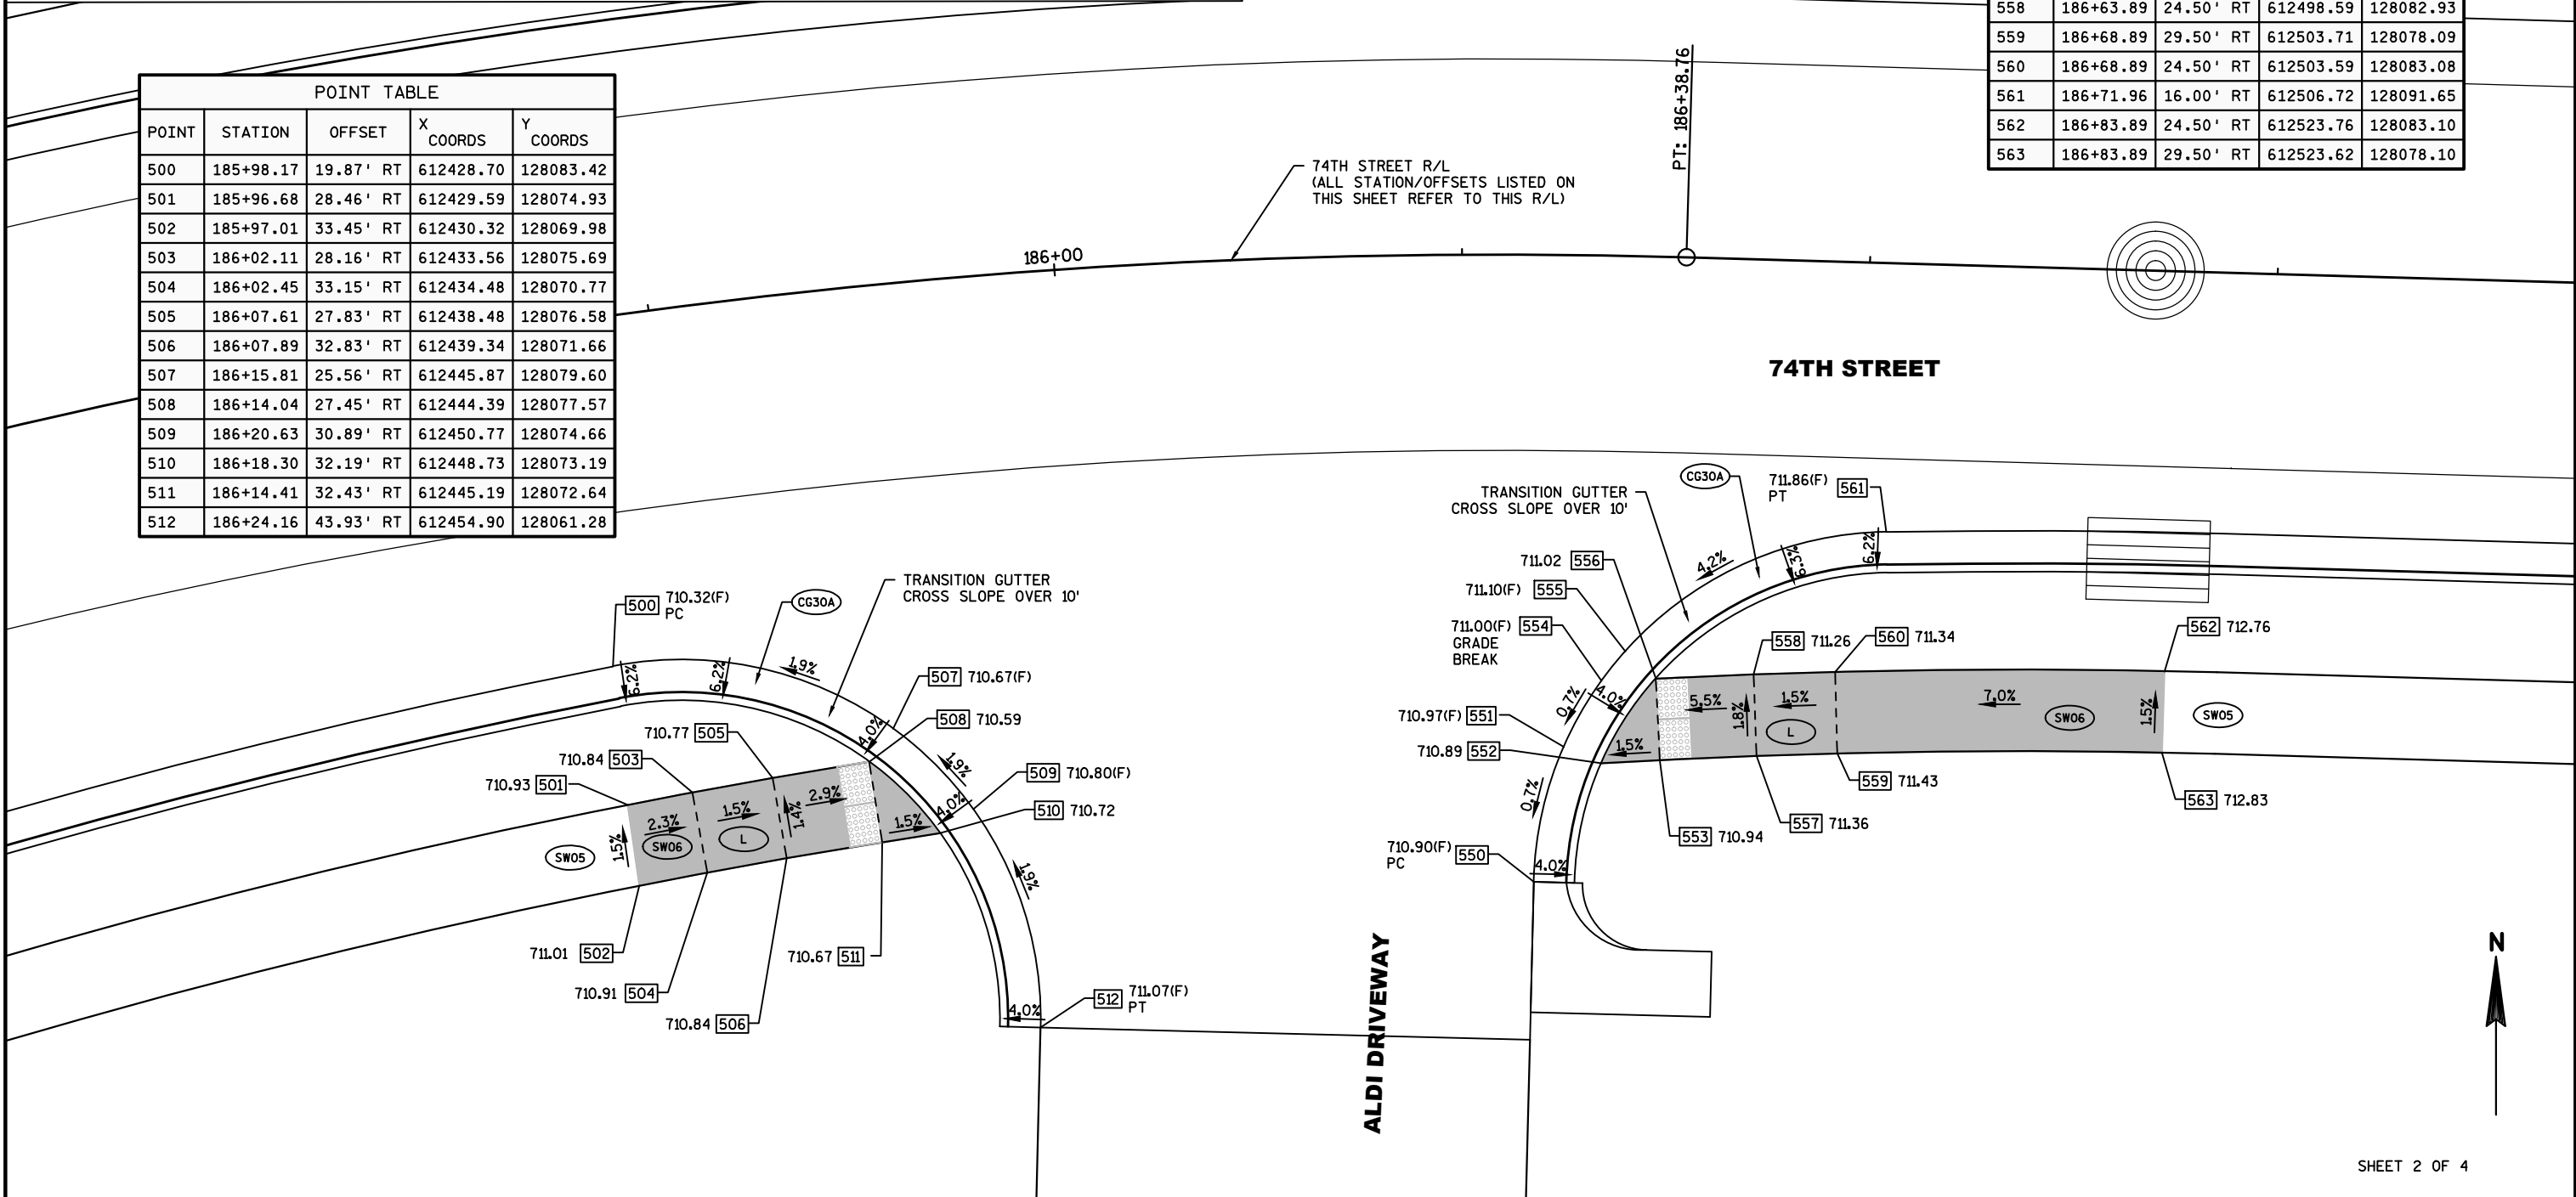 POINT TABLE
POINT STATION OFFSET X COORDS Y COORDS
500 185+98.17 19.87' RT 612428.70 128083.42
501 185+96.68 28.46' RT 612429.59 128074.93
502 185+97.01 33.45' RT 612430.32 128069.98
503 186+02.11 28.16' RT 612433.56 128075.69
504 186+02.45 33.15' RT 612434.48 128070.77
505 186+07.61 27.83' RT 612438.48 128076.58
506 186+07.89 32.83' RT 612439.34 128071.66
507 186+15.81 25.56' RT 612445.87 128079.60
508 186+14.04 27.45' RT 612444.39 128077.57
509 186+20.63 30.89' RT 612450.77 128074.66
510 186+18.30 32.19' RT 612448.73 128073.19
511 186+14.41 32.43' RT 612445.19 128072.64
512 186+24.16 43.93' RT 612454.90 128061.28
558 186+63.89 24.50' RT 612498.59 128082.93
559 186+68.89 29.50' RT 612503.71 128078.09
560 186+68.89 24.50' RT 612503.59 128083.08
561 186+71.96 16.00' RT 612506.72 128091.65
562 186+83.89 24.50' RT 612523.76 128083.10
563 186+83.89 29.50' RT 612523.62 128078.10
PT: 186+38.76
74TH STREET R/L
(ALL STATION/OFFSETS LISTED ON
THIS SHEET REFER TO THIS R/L)
186+00
74TH STREET
TRANSITION GUTTER
CROSS SLOPE OVER 10'
CG30A
500 710.32(F)
PC
6.2%
6.2%
1.9%
507 710.67(F)
508 710.59
4.0%
710.77 505
710.84 503
710.93 501
1.9%
509 710.80(F)
510 710.72
4.0%
2.9%
1.5%
1.4%
2.3%
1.5%
1.5%
SW05
SW06
L
1.9%
711.01 502
710.91 504
710.84 506
710.67 511
512 711.07(F)
PT
4.0%
TRANSITION GUTTER
CROSS SLOPE OVER 10'
CG30A
711.86(F)
PT
561
711.02 556
711.10(F) 555
711.00(F) 554
GRADE
BREAK
4.2%
6.3%
6.2%
710.97(F) 551
710.89 552
0.7%
4.0%
0.7%
1.5%
5.5%
1.8%
1.5%
L
7.0%
SW06
1.5%
SW05
558 711.26
560 711.34
562 712.76
559 711.43
563 712.83
557 711.36
553 710.94
710.90(F) 550
PC
4.0%
ALDI DRIVEWAY
N
SHEET 2 OF 4